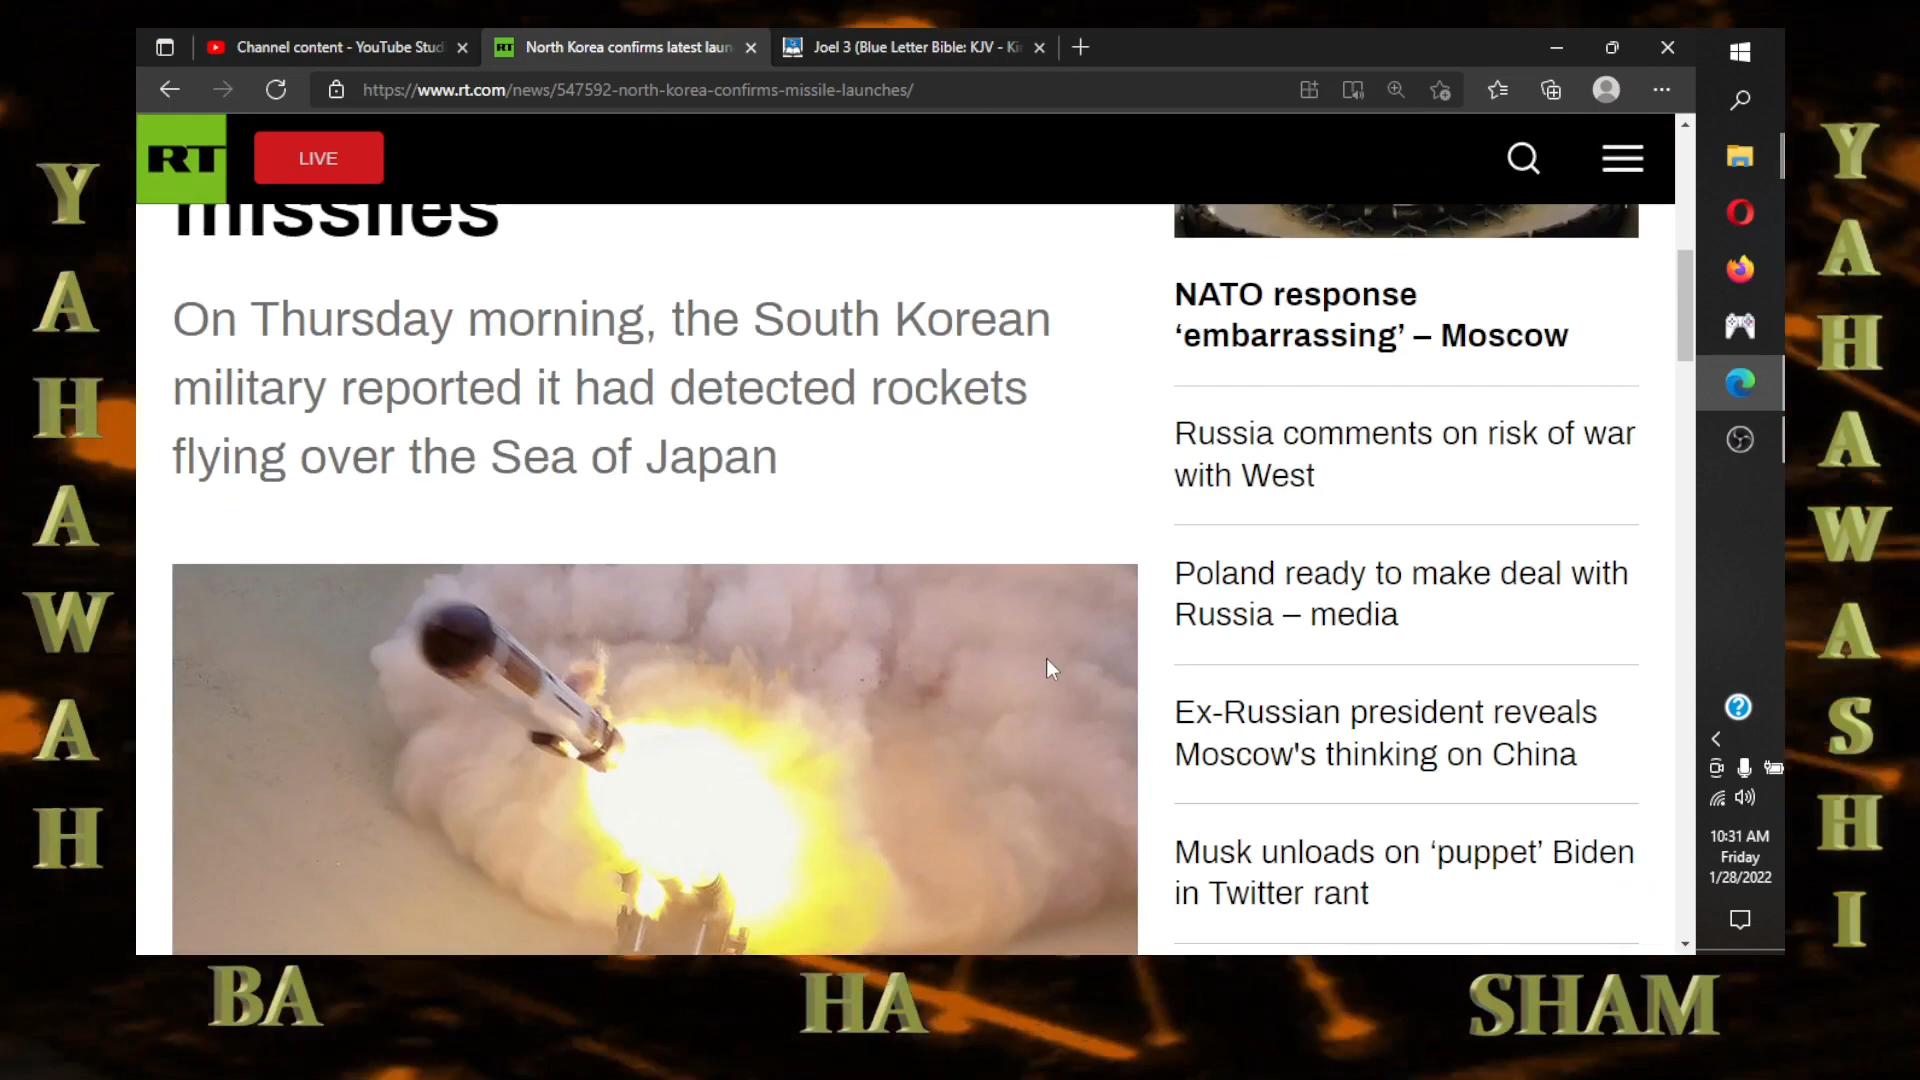 Channel content - YouTube Stud
North Korea confirms latest laun
Joel 3 (Blue Letter Bible: KJV - Ki
https://www.rt.com/news/547592-north-korea-confirms-missile-launches/
RT
LIVE
missiles
On Thursday morning, the South Korean
military reported it had detected rockets
flying over the Sea of Japan
NATO response
‘embarrassing’ – Moscow
Russia comments on risk of war
with West
Poland ready to make deal with
Russia – media
Ex-Russian president reveals
Moscow's thinking on China
Musk unloads on ‘puppet’ Biden
in Twitter rant
10:31 AM
Friday
1/28/2022
YAHAWAH
YAHAWASHI
BA
HA
SHAM